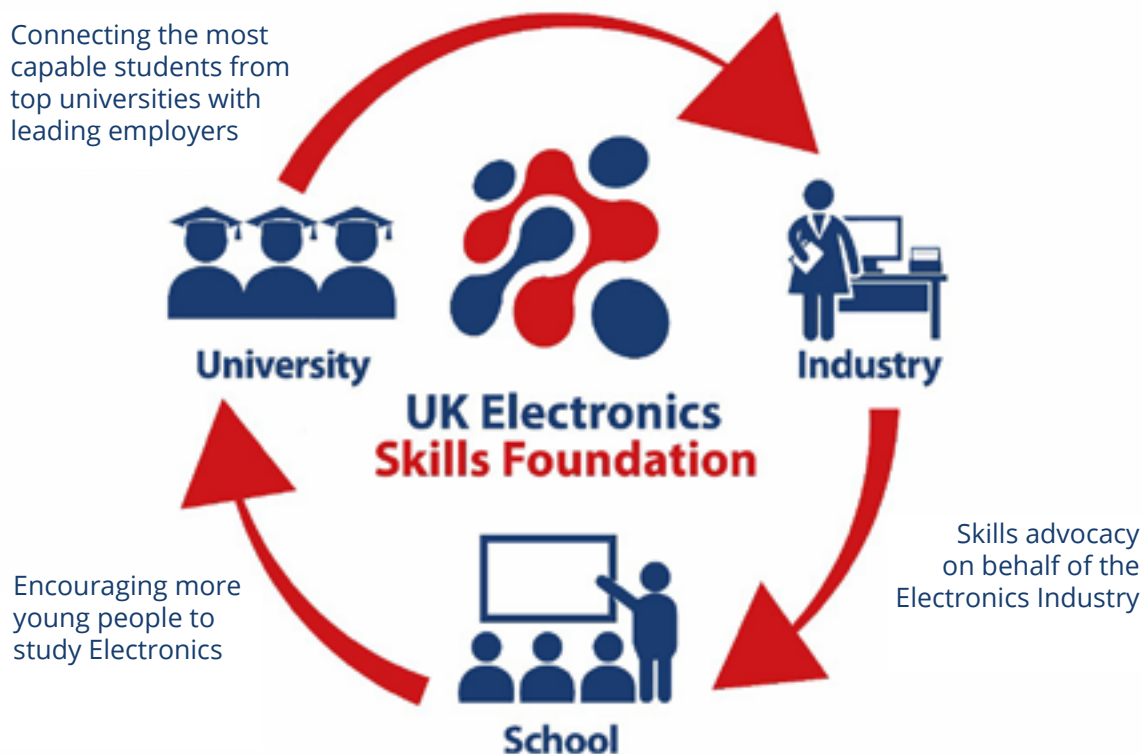 Connecting the most
capable students from
top universities with
leading employers
University
Industry
UK Electronics
Skills Foundation
Skills advocacy
on behalf of the
Electronics Industry
Encouraging more
young people to
study Electronics
School